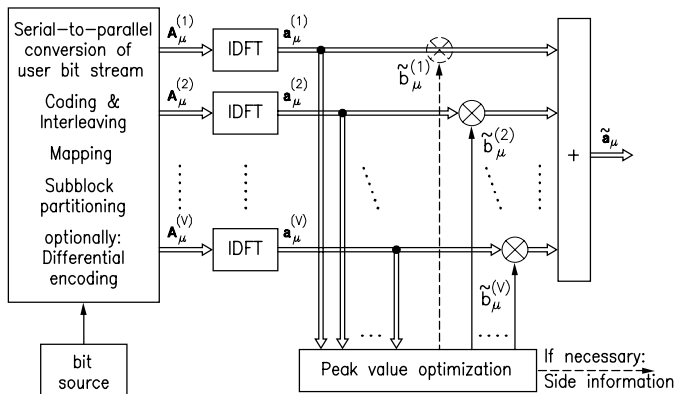 Serial-to-parallel
conversion of
user bit stream
Coding &
Interleaving
Mapping
Subblock
partitioning
optionally:
Differential
encoding
bit
source
A_μ^(1)
IDFT
a_μ^(1)
b̃_μ^(1)
A_μ^(2)
IDFT
a_μ^(2)
b̃_μ^(2)
A_μ^(V)
IDFT
a_μ^(V)
b̃_μ^(V)
+
ã_μ
Peak value optimization
If necessary:
Side information